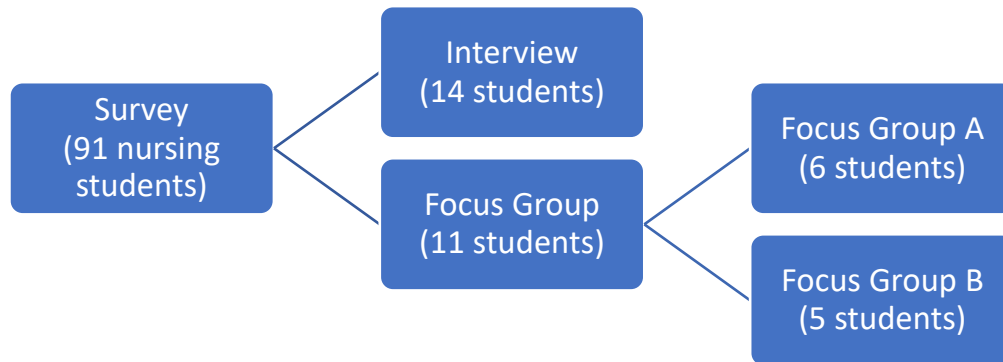 Survey
(91 nursing
students)
Interview
(14 students)
Focus Group
(11 students)
Focus Group A
(6 students)
Focus Group B
(5 students)